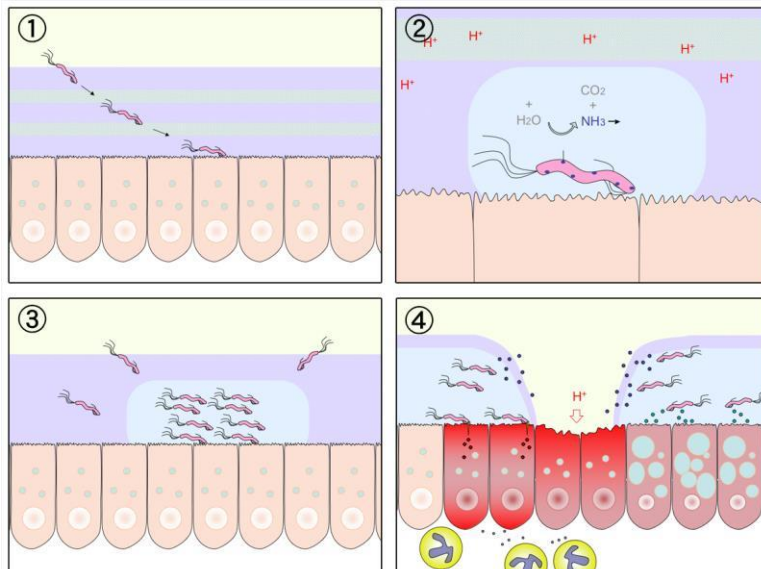 ①
②
H⁺ H⁺ H⁺ H⁺
H⁺ H⁺
CO₂
+ +
H₂O NH₃
③
④
H⁺